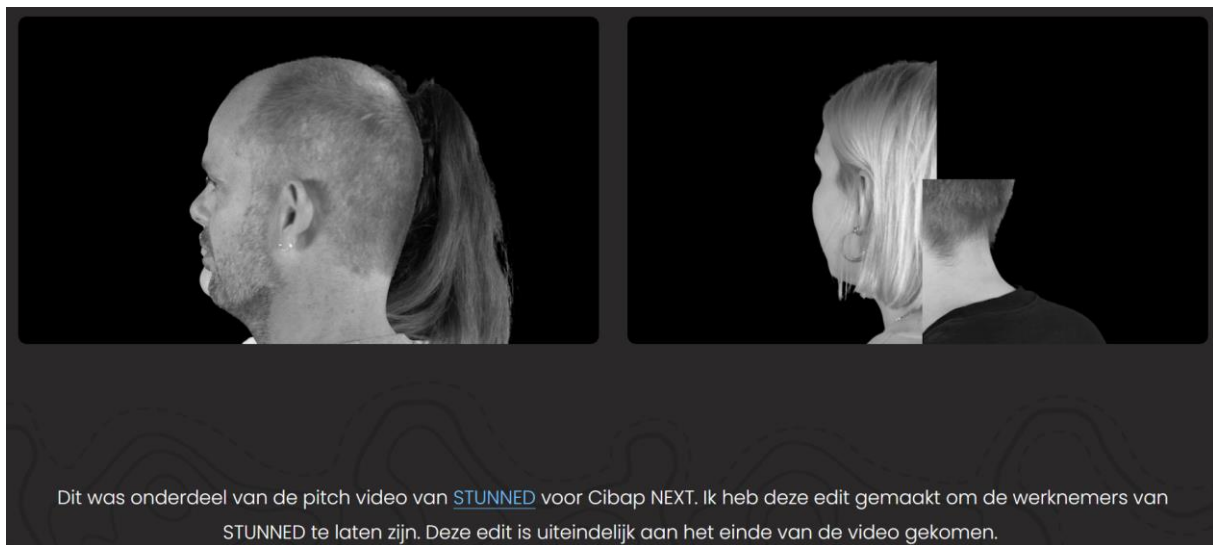 Dit was onderdeel van de pitch video van STUNNED voor Cibap NEXT. Ik heb deze edit gemaakt om de werknemers van
STUNNED te laten zijn. Deze edit is uiteindelijk aan het einde van de video gekomen.